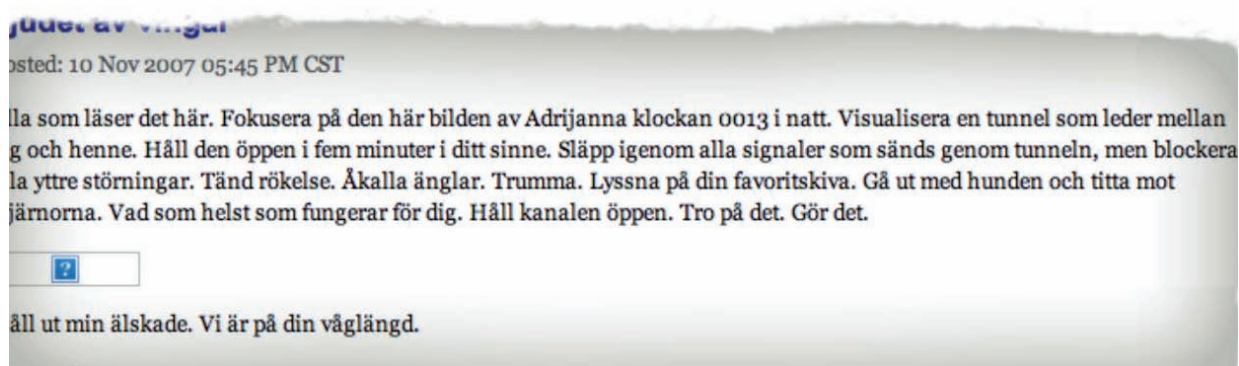 judet av vingar
osted: 10 Nov 2007 05:45 PM CST
lla som läser det här. Fokusera på den här bilden av Adrijanna klockan 0013 i natt. Visualisera en tunnel som leder mellan
g och henne. Håll den öppen i fem minuter i ditt sinne. Släpp igenom alla signaler som sänds genom tunneln, men blockera
la yttre störningar. Tänd rökelse. Åkalla änglar. Trumma. Lyssna på din favoritskiva. Gå ut med hunden och titta mot
järnorna. Vad som helst som fungerar för dig. Håll kanalen öppen. Tro på det. Gör det.
?
åll ut min älskade. Vi är på din våglängd.